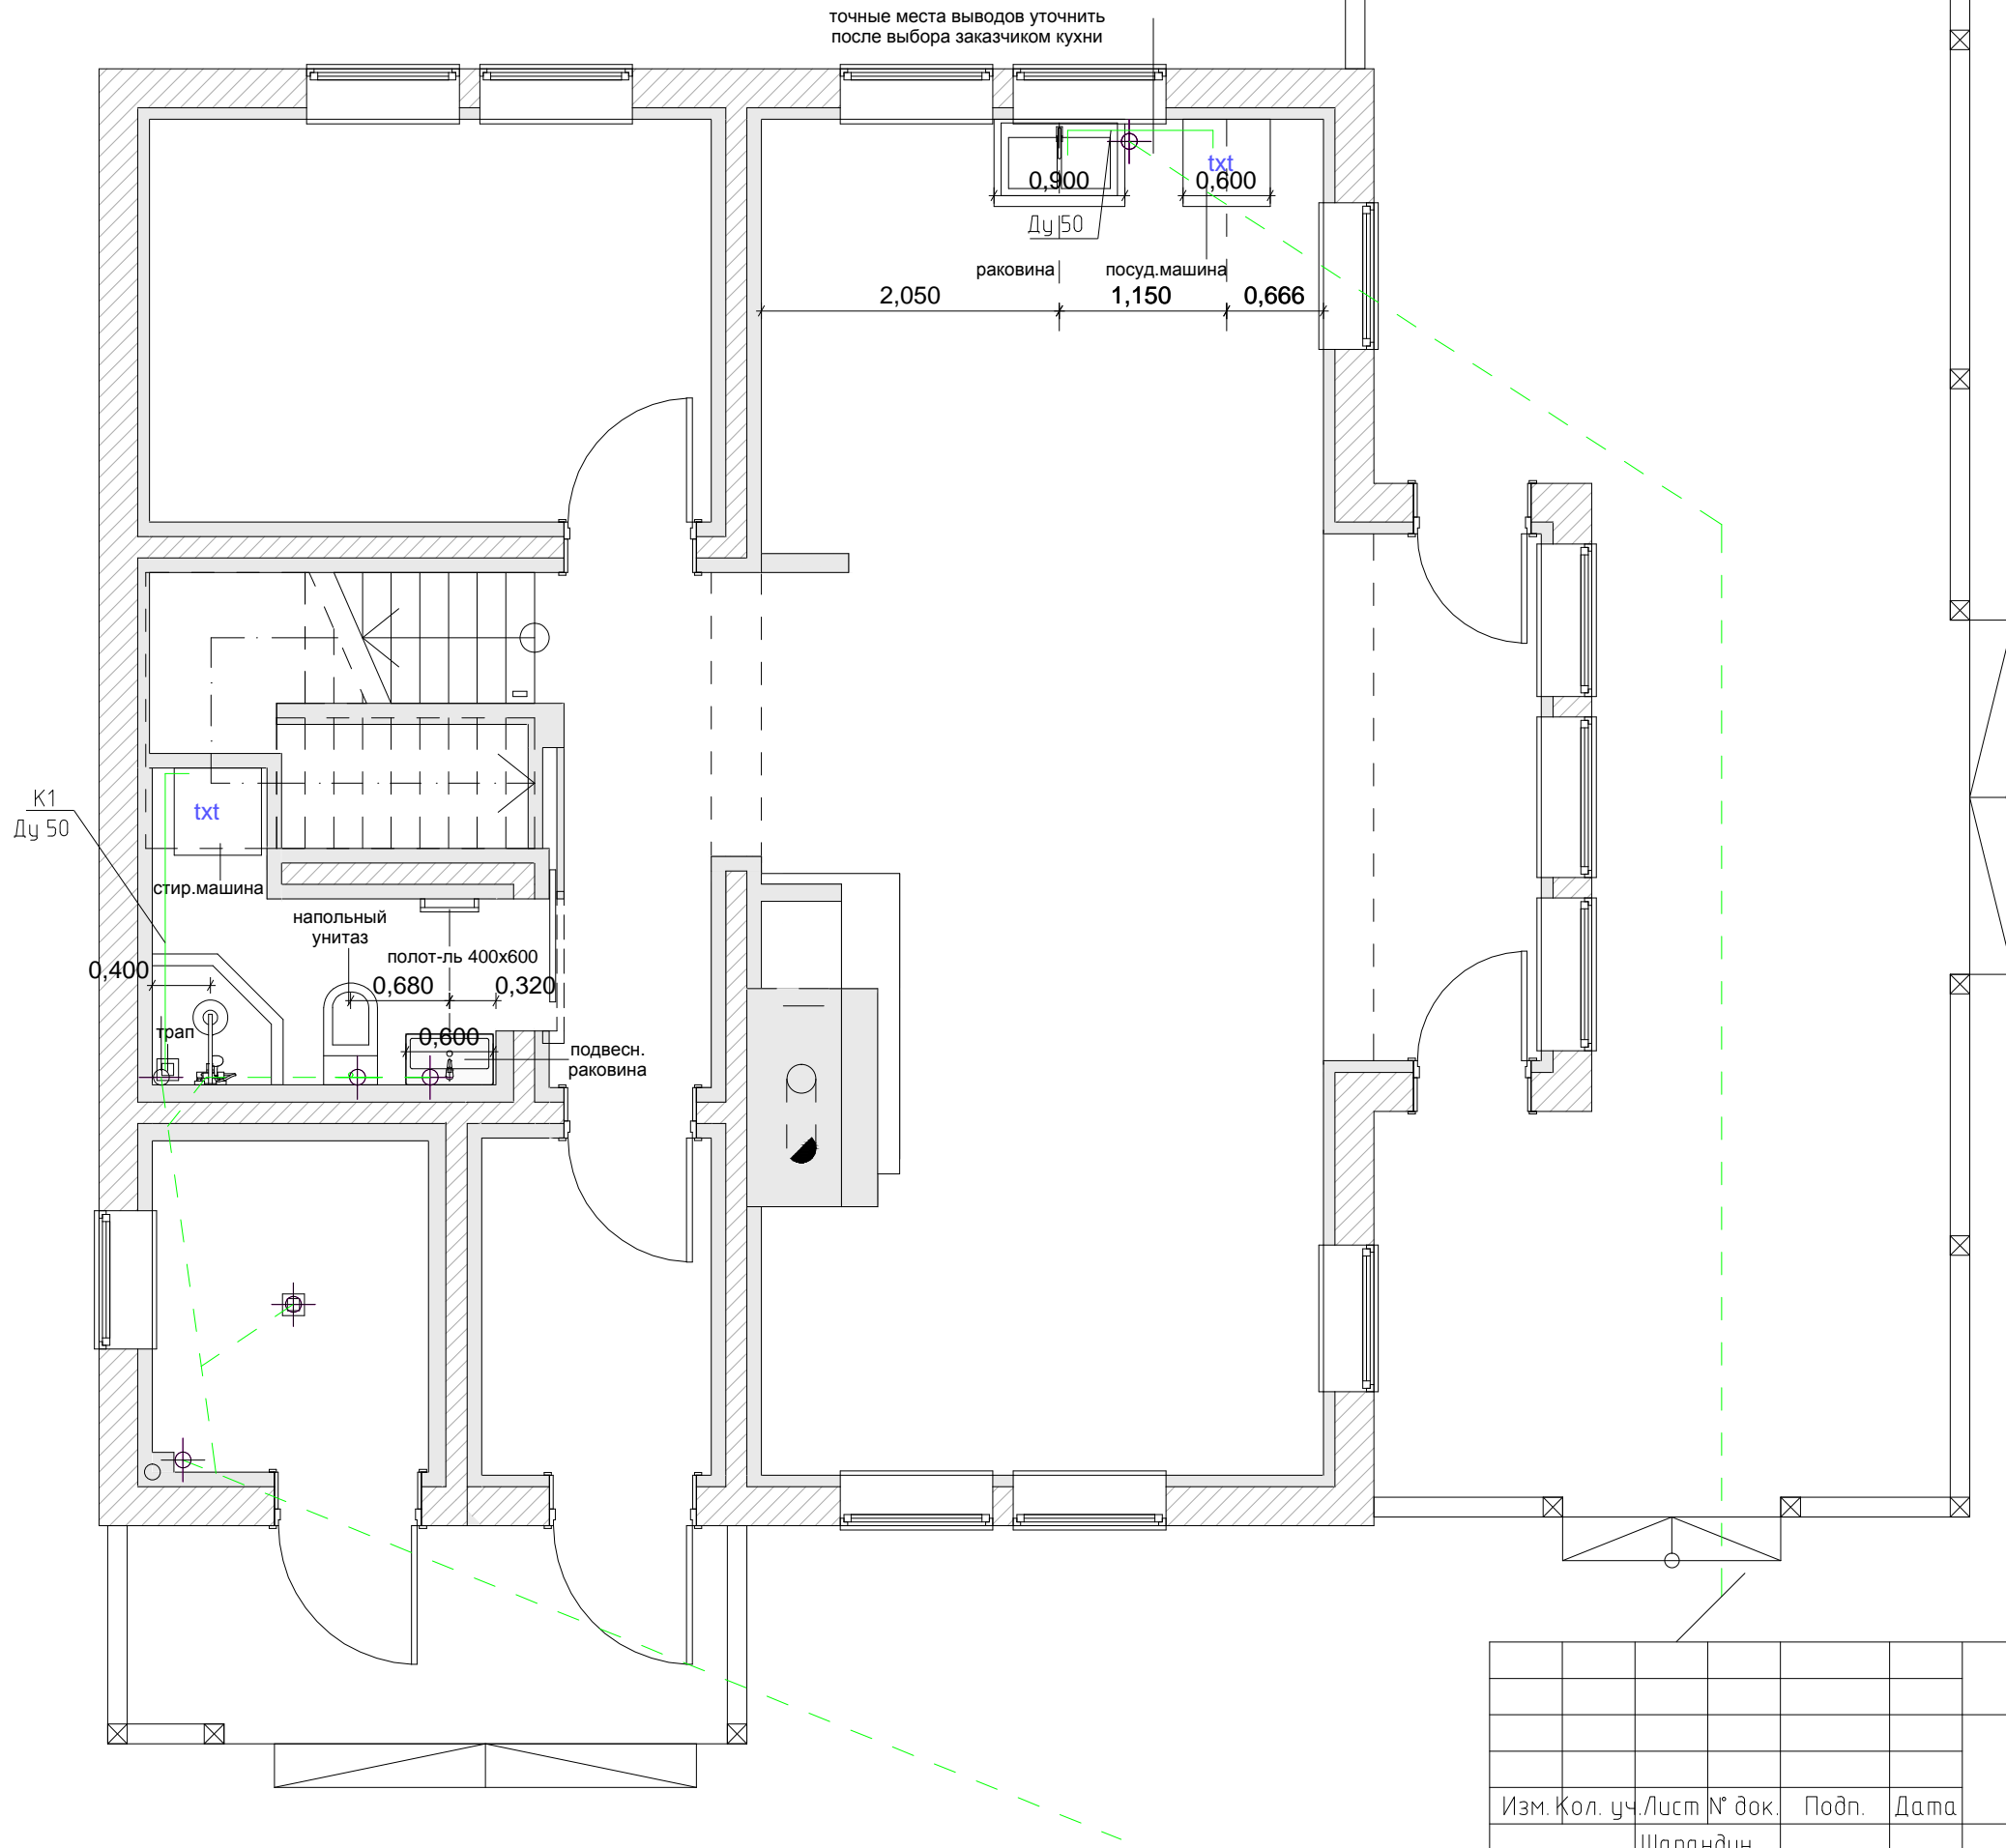 точные места выводов уточнить
после выбора заказчиком кухни
txt
0,900
0,600
Ду 50
раковина
посуд.машина
2,050
1,150
0,666
К1
Ду 50
txt
стир.машина
напольный
унитаз
полот-ль 400х600
0,400
0,680
0,320
трап
0,600
подвесн.
раковина
Изм. Кол. уч. Лист № док. Подп. Дата
Шарандин